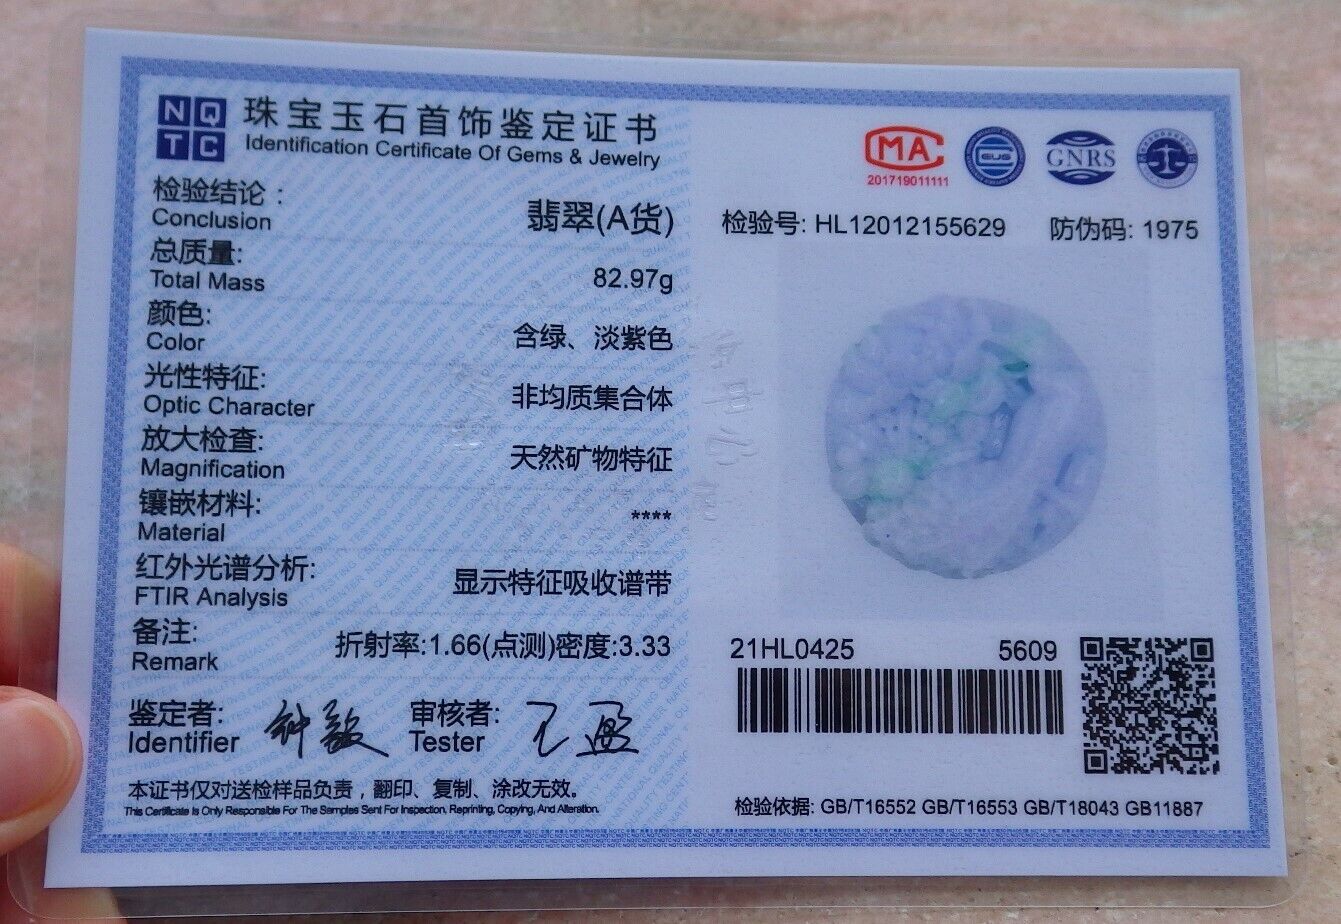 NQ
TC
珠宝玉石首饰鉴定证书
Identification Certificate Of Gems & Jewelry
检验结论：
Conclusion
翡翠(A货)
总质量:
Total Mass
82.97g
颜色:
Color
含绿、淡紫色
光性特征:
Optic Character
非均质集合体
放大检查:
Magnification
天然矿物特征
镶嵌材料:
Material
****
红外光谱分析:
FTIR Analysis
显示特征吸收谱带
备注:
Remark
折射率:1.66(点测)密度:3.33
鉴定者:
Identifier
审核者:
Tester
本证书仅对送检样品负责，翻印、复制、涂改无效。
This Certificate Is Only Responsible For The Samples Sent For Inspection. Reprinting, Copying, And Alteration.
MA
201719011111
GNRS
检验号: HL12012155629
防伪码: 1975
21HL0425
5609
检验依据: GB/T16552 GB/T16553 GB/T18043 GB11887